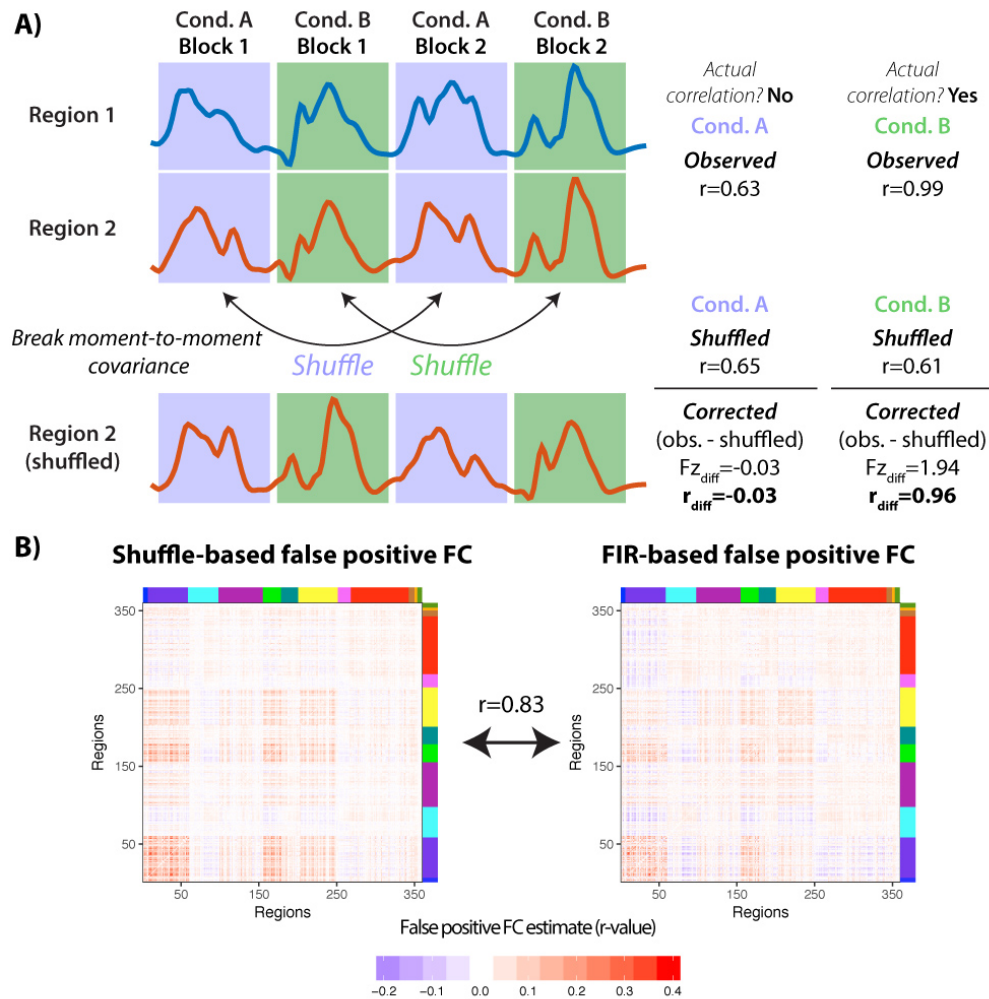 A)
Cond. A
Block 1
Cond. B
Block 1
Cond. A
Block 2
Cond. B
Block 2
Region 1
Region 2
Break moment-to-moment
covariance
Shuffle
Shuffle
Region 2
(shuffled)
Actual
correlation? No
Cond. A
Observed
r=0.63
Actual
correlation? Yes
Cond. B
Observed
r=0.99
Cond. A
Shuffled
r=0.65
Corrected
(obs. - shuffled)
Fzdiff=-0.03
rdiff=-0.03
Cond. B
Shuffled
r=0.61
Corrected
(obs. - shuffled)
Fzdiff=1.94
rdiff=0.96
B)
Shuffle-based false positive FC
350
250
150
50
Regions
50 150 250 350
Regions
r=0.83
FIR-based false positive FC
350
250
150
50
Regions
50 150 250 350
Regions
False positive FC estimate (r-value)
−0.2 −0.1 0.0 0.1 0.2 0.3 0.4